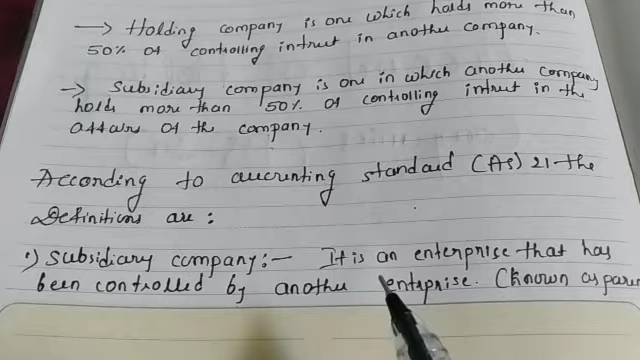 → Holding company is one which holds more than
50% of controlling intrest in another company.
→ Subsidiary company is one in which another company
holds more than 50% of controlling intrest in the
affairs of the company.
According to accounting standard (AS) 21 the
Definitions are :
1) Subsidiary company:- It is an enterprise that has
been controlled by another enterprise. (known as paren